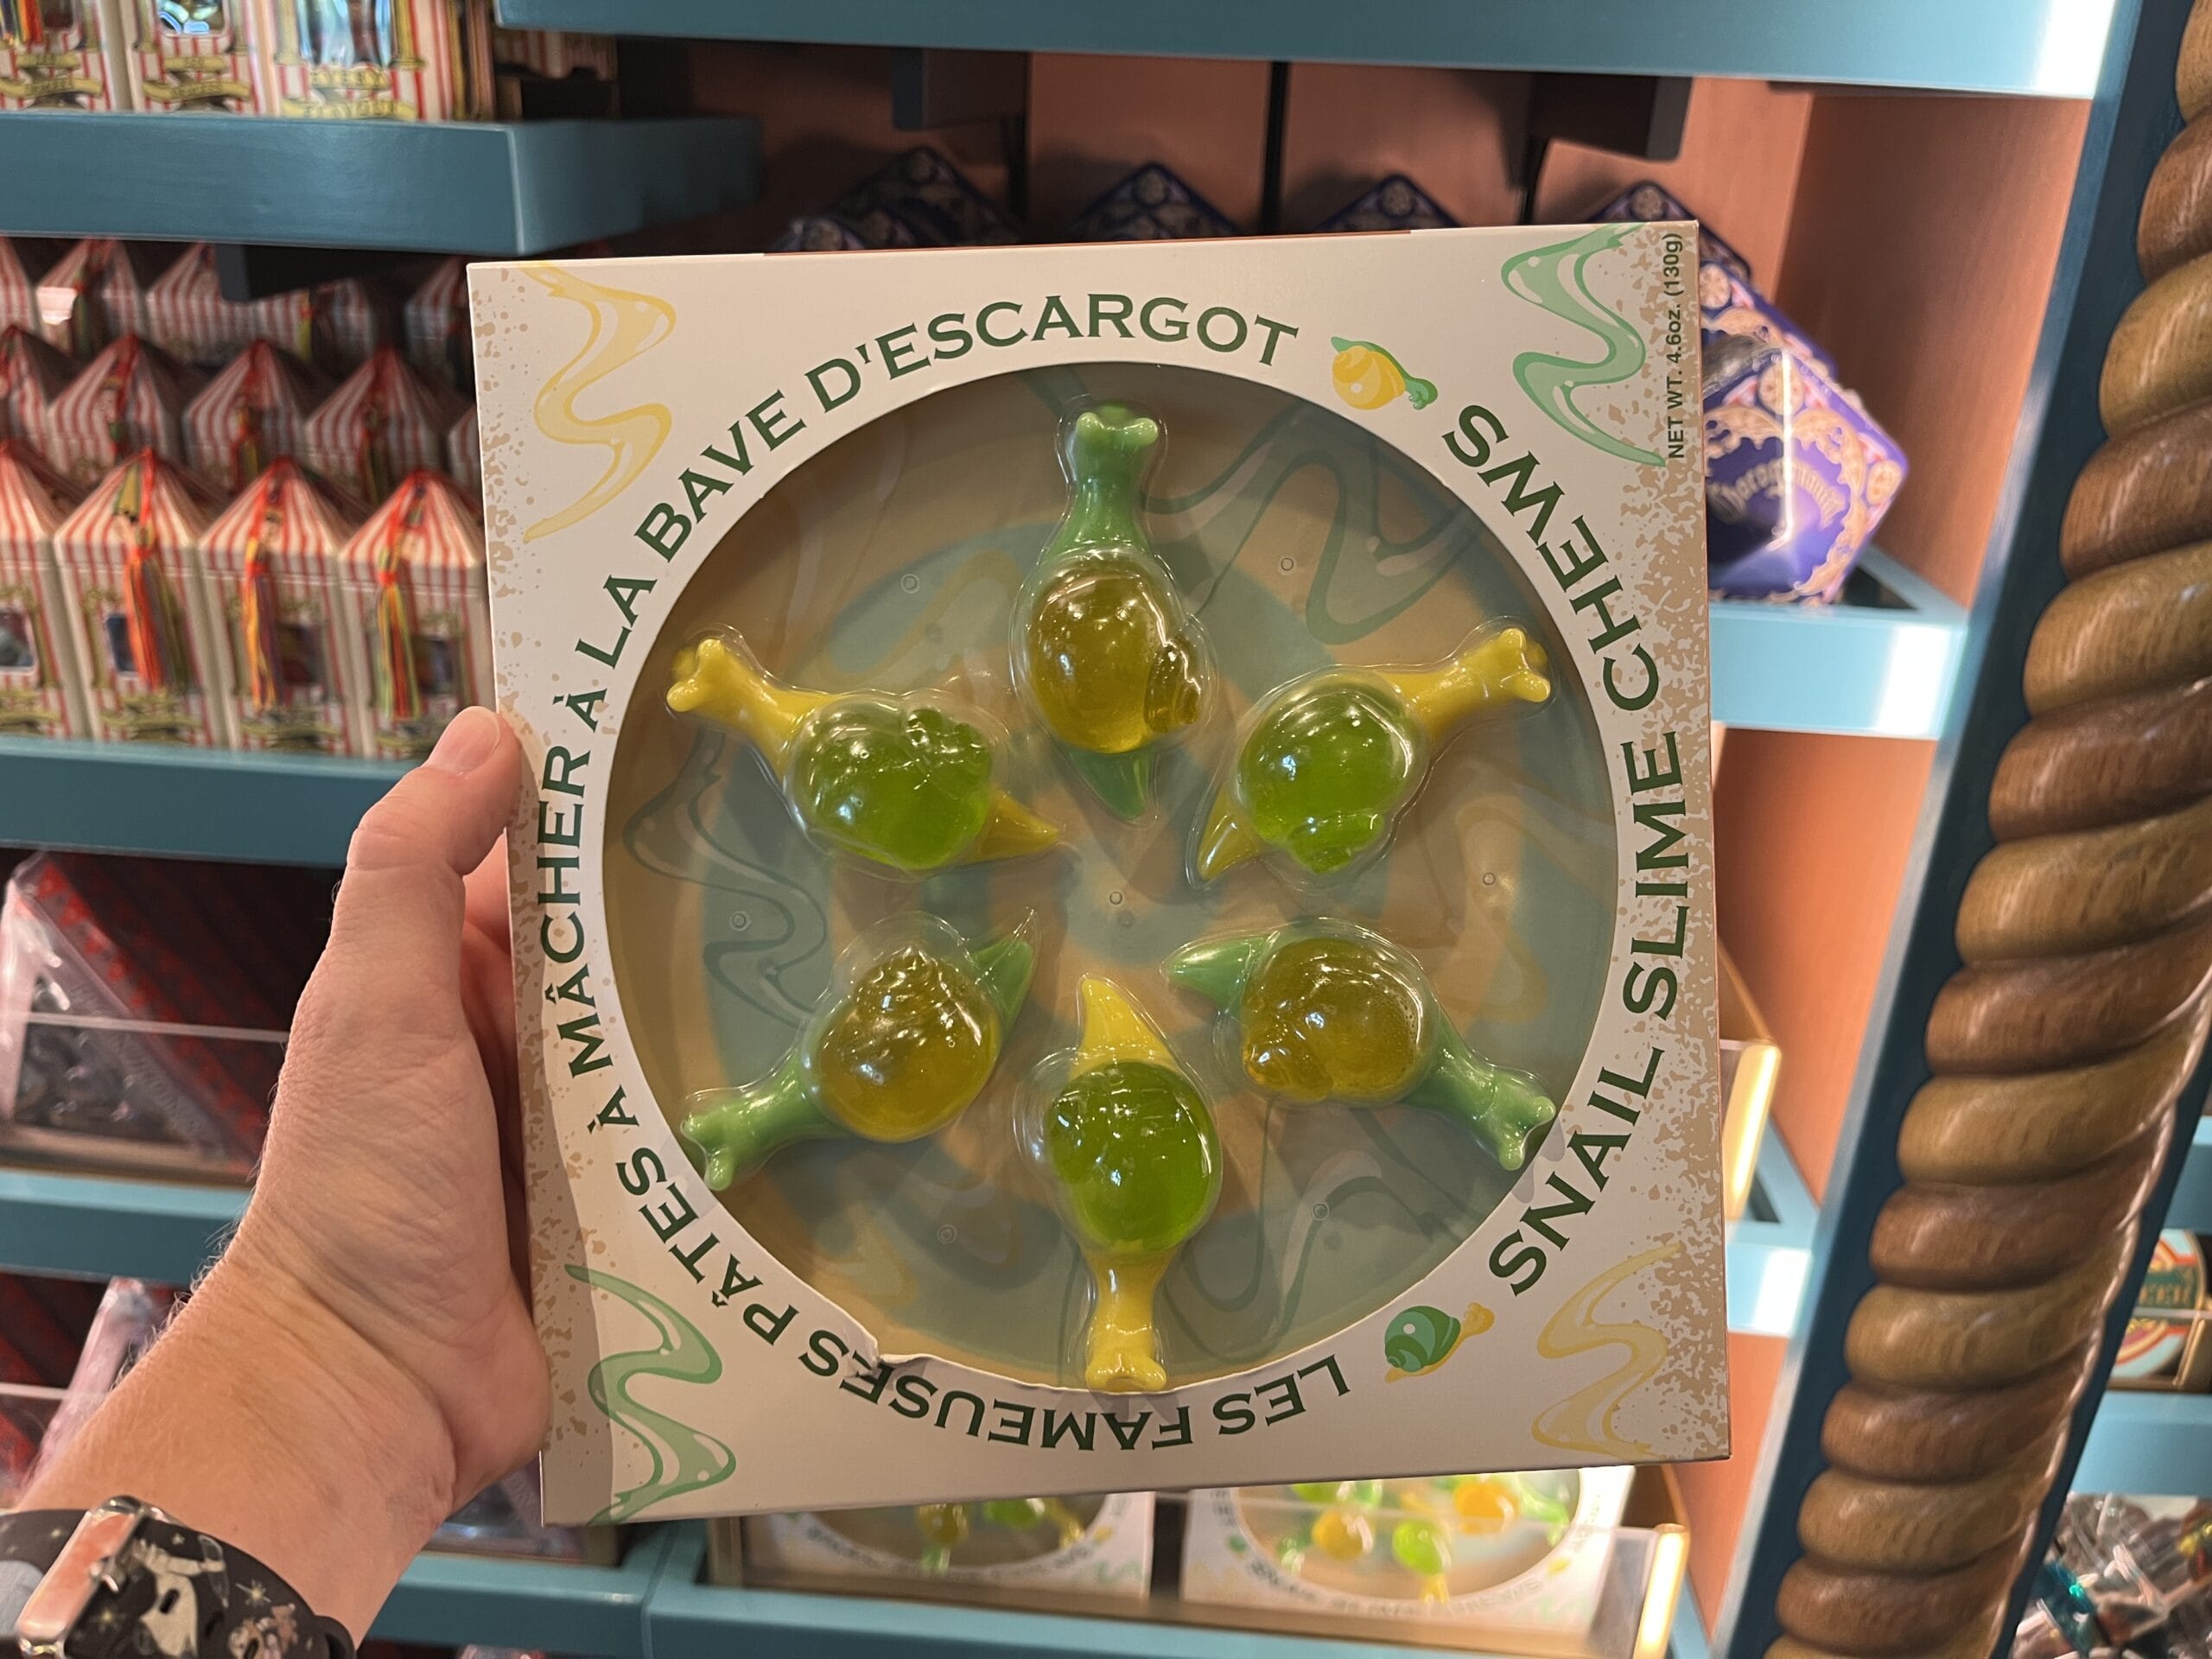 LES FAMEUSES PÂTES À MÂCHER À LA BAVE D'ESCARGOT
SNAIL SLIME CHEWS
NET WT. 4.6oz. (130g)